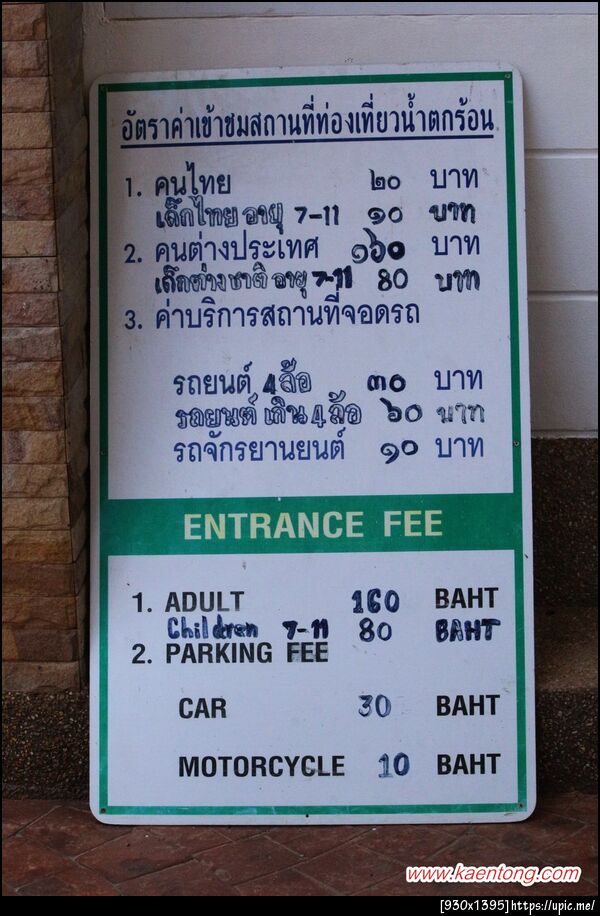 อัตราค่าเข้าชมสถานที่ท่องเที่ยวน้ำตกร้อน
1. คนไทย ๒๐ บาท
เด็กไทย อายุ 7-11 ๑๐ บาท
2. คนต่างประเทศ ๑๖๐ บาท
เด็กต่างชาติ อายุ 7-11 80 บาท
3. ค่าบริการสถานที่จอดรถ
รถยนต์ 4 ล้อ ๓๐ บาท
รถยนต์ เกิน 4 ล้อ ๖๐ บาท
รถจักรยานยนต์ ๑๐ บาท
ENTRANCE FEE
1. ADULT 160 BAHT
Children 7-11 80 BAHT
2. PARKING FEE
CAR 30 BAHT
MOTORCYCLE 10 BAHT
www.kaentong.com
[930x1395]https://upic.me/